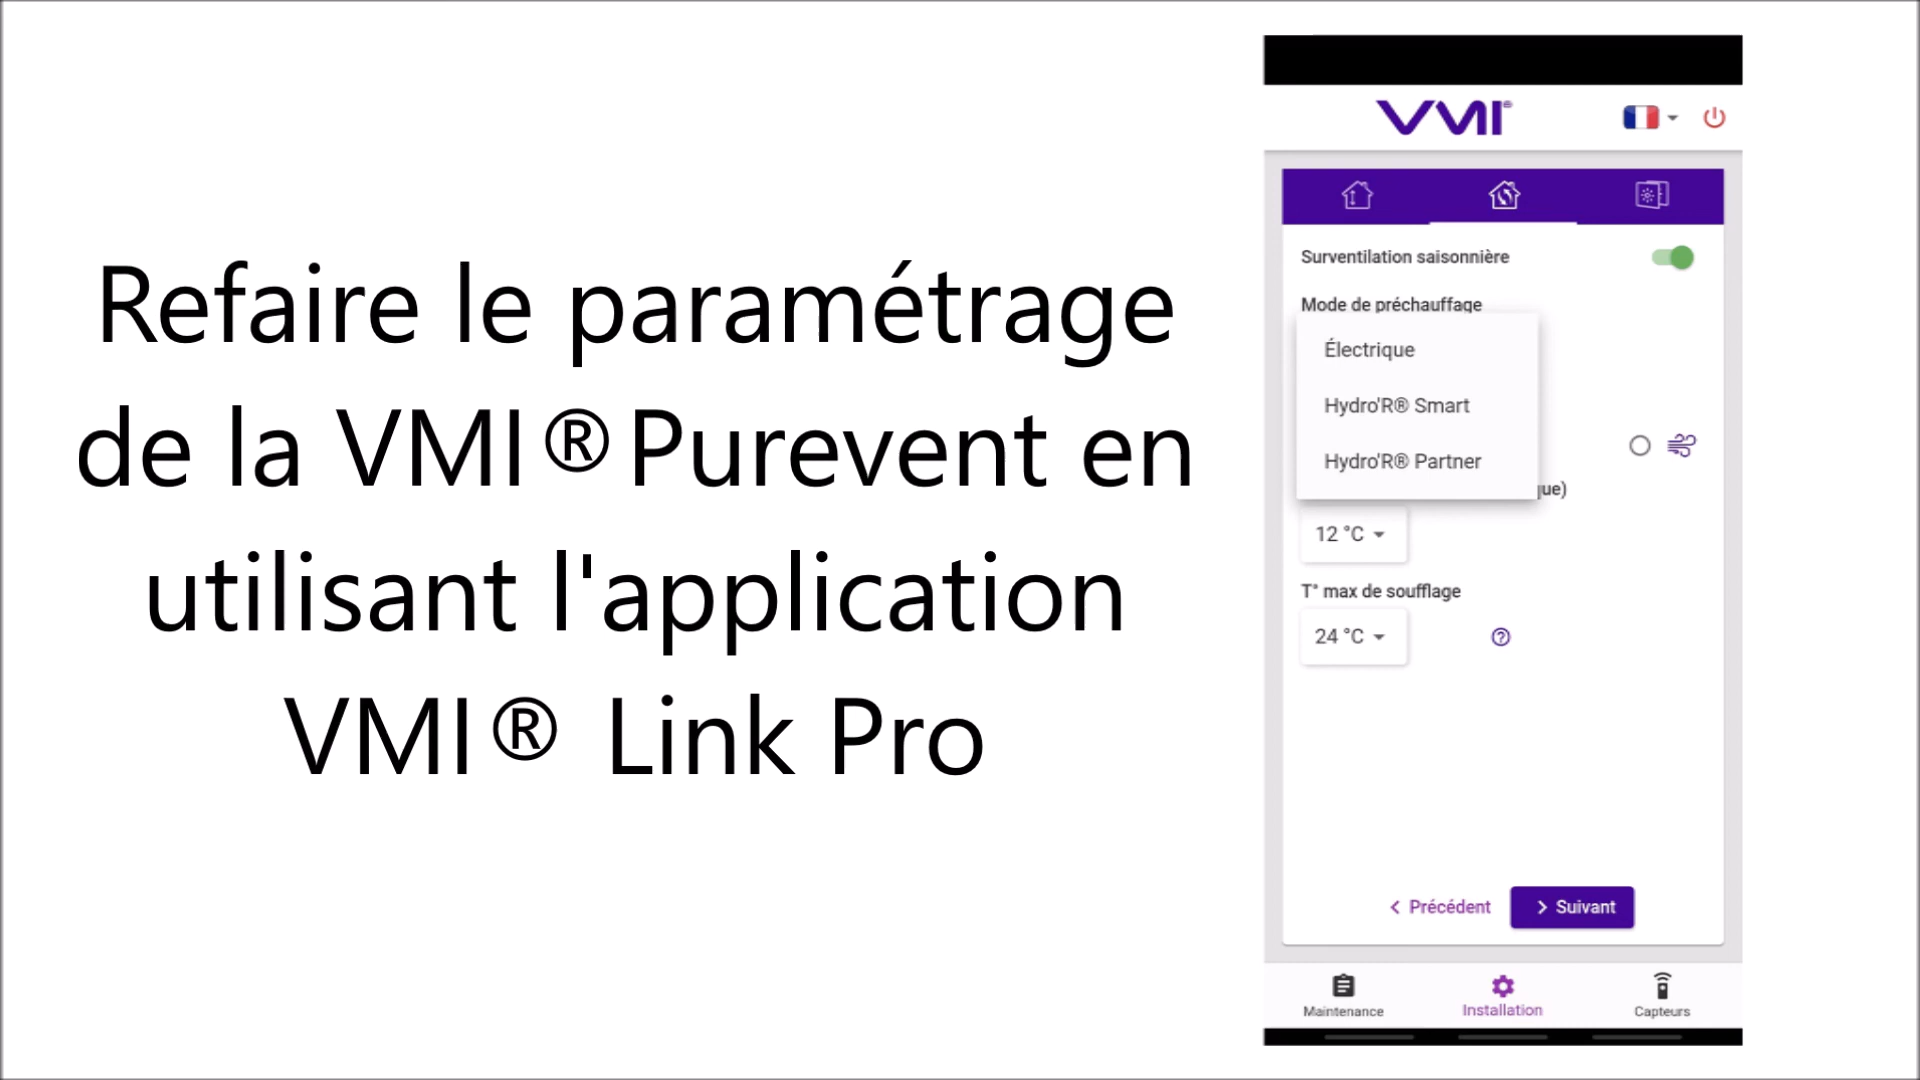 Refaire le paramétrage
de la VMI® Purevent en
utilisant l'application
VMI® Link Pro
VMI®
Surventilation saisonnière
Mode de préchauffage
Électrique
Hydro'R® Smart
Hydro'R® Partner
ue)
12 °C
T° max de soufflage
24 °C
Précédent
Suivant
Maintenance
Installation
Capteurs